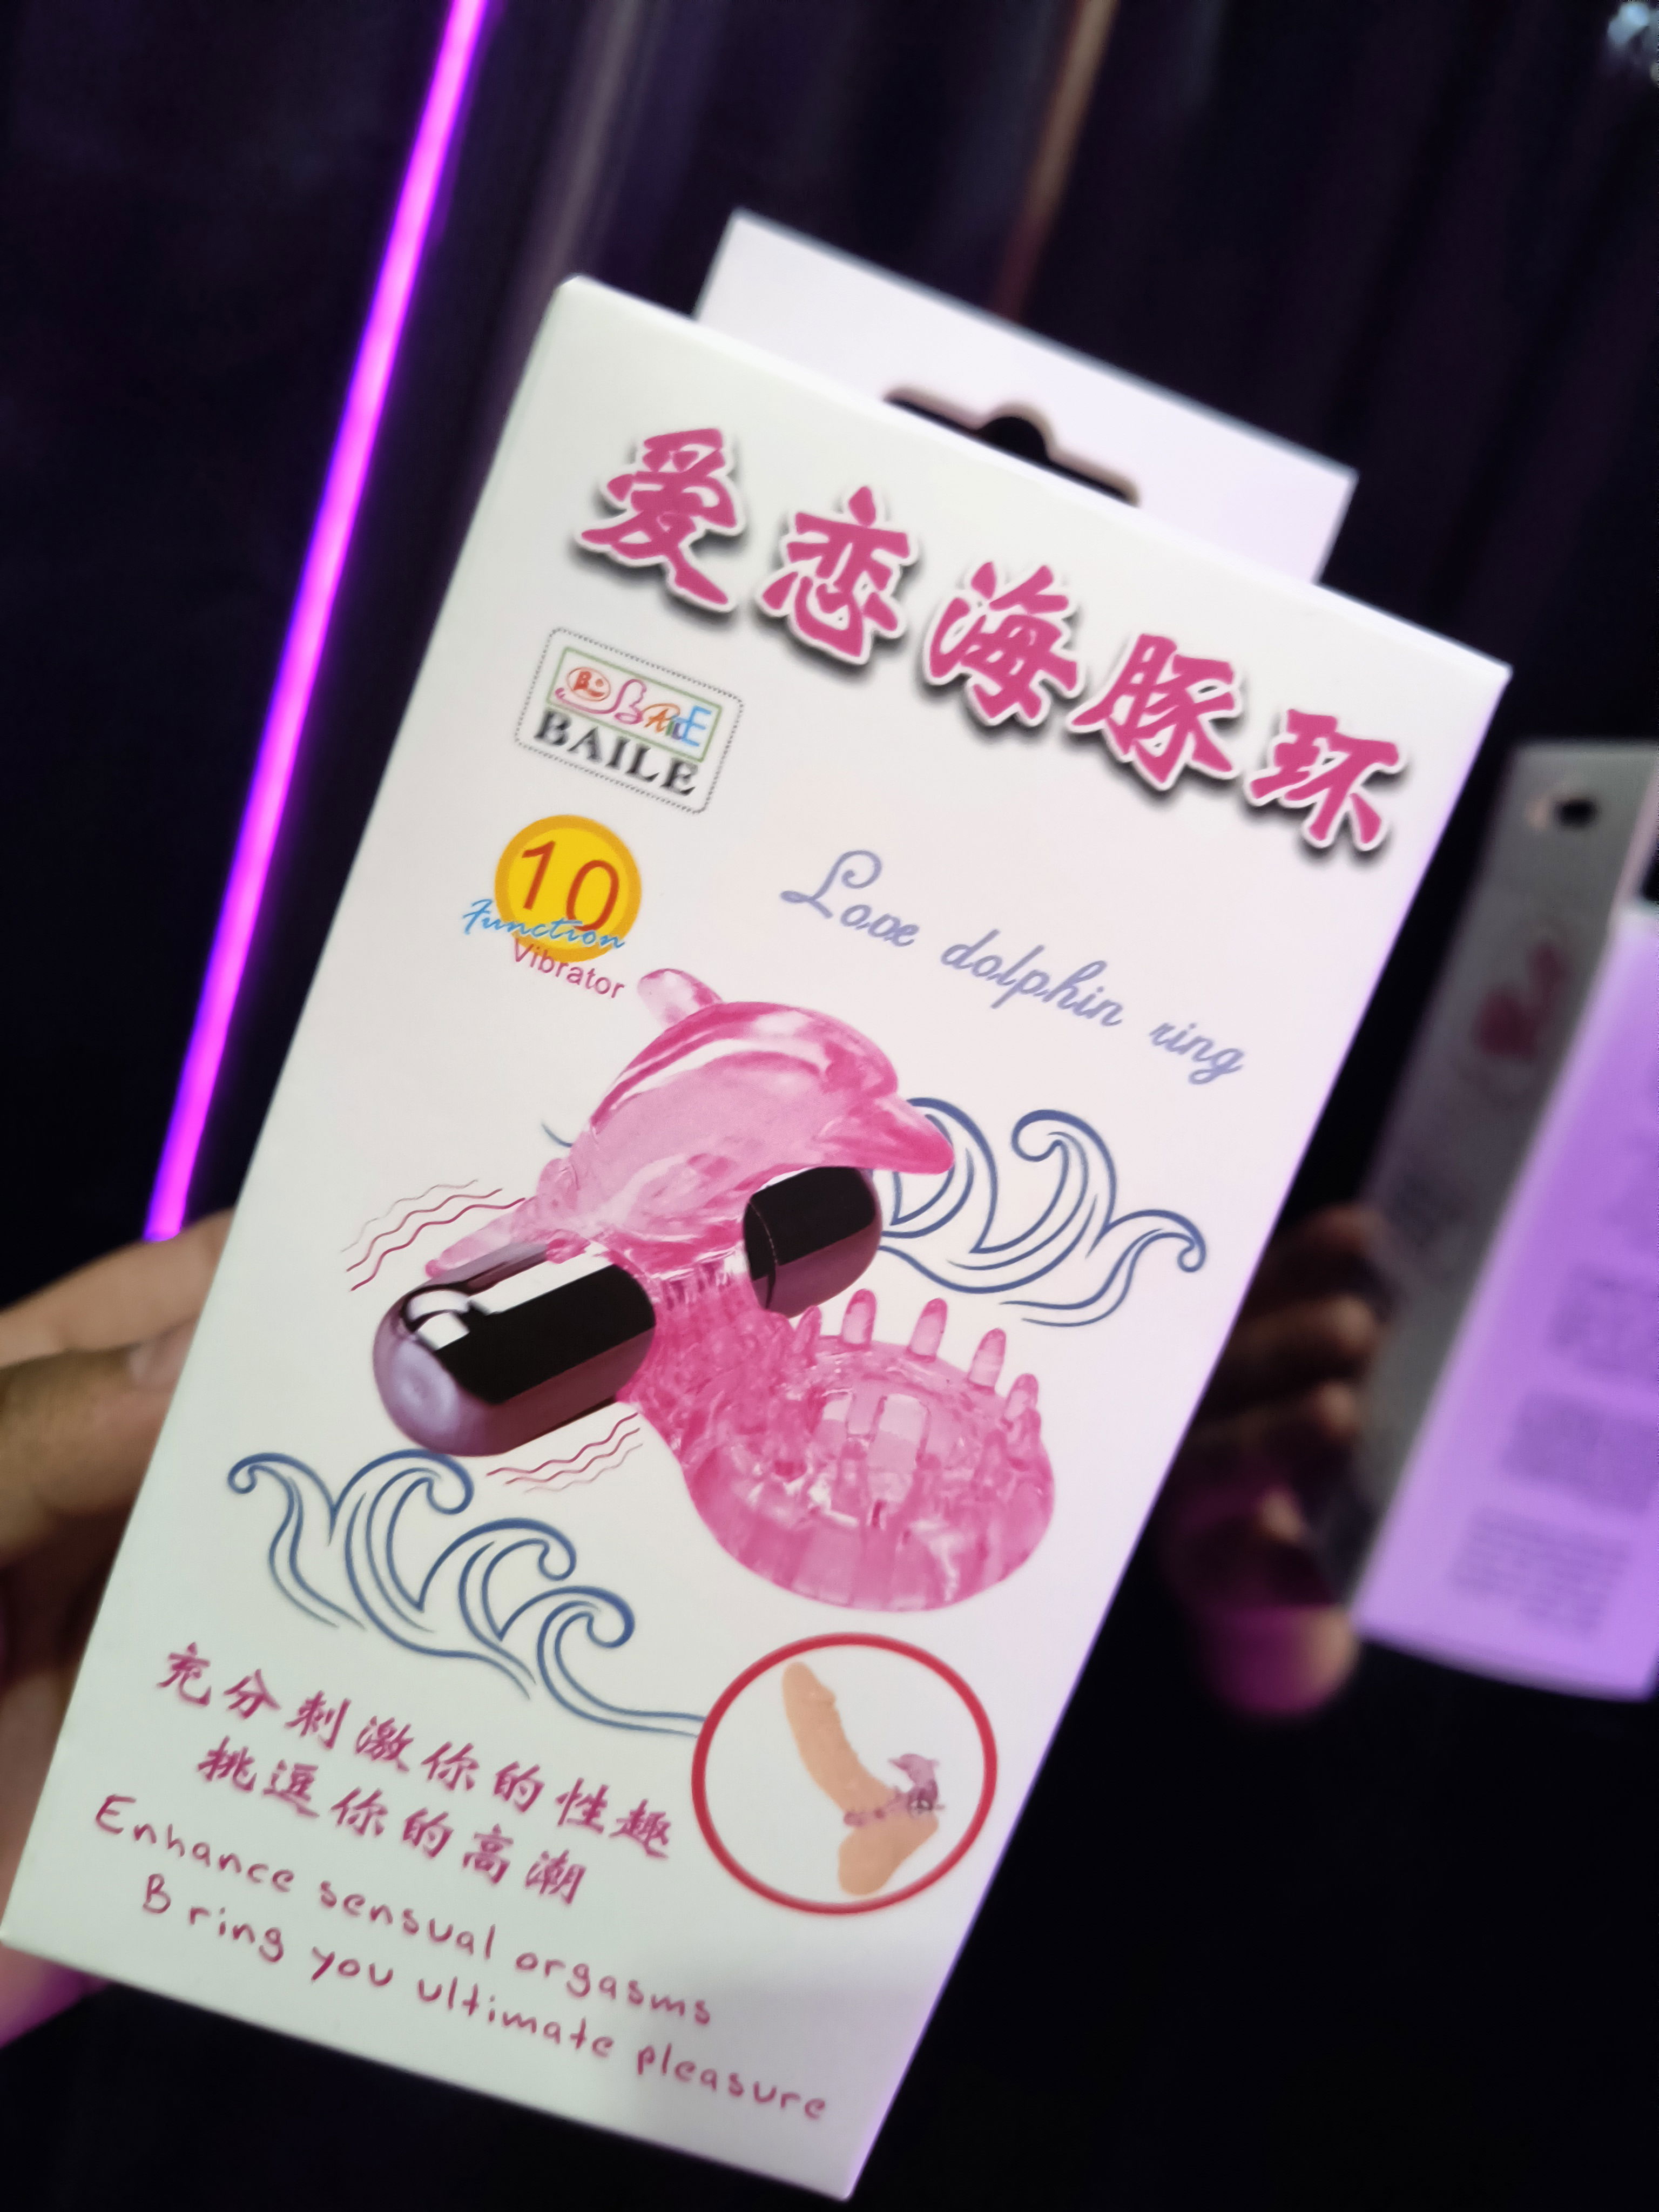 爱恋海豚环
BAILE
BAILE
10
Function
Vibrator
Love dolphin ring
充分刺激你的性趣
挑逗你的高潮
Enhance sensual orgasms
Bring you ultimate pleasure